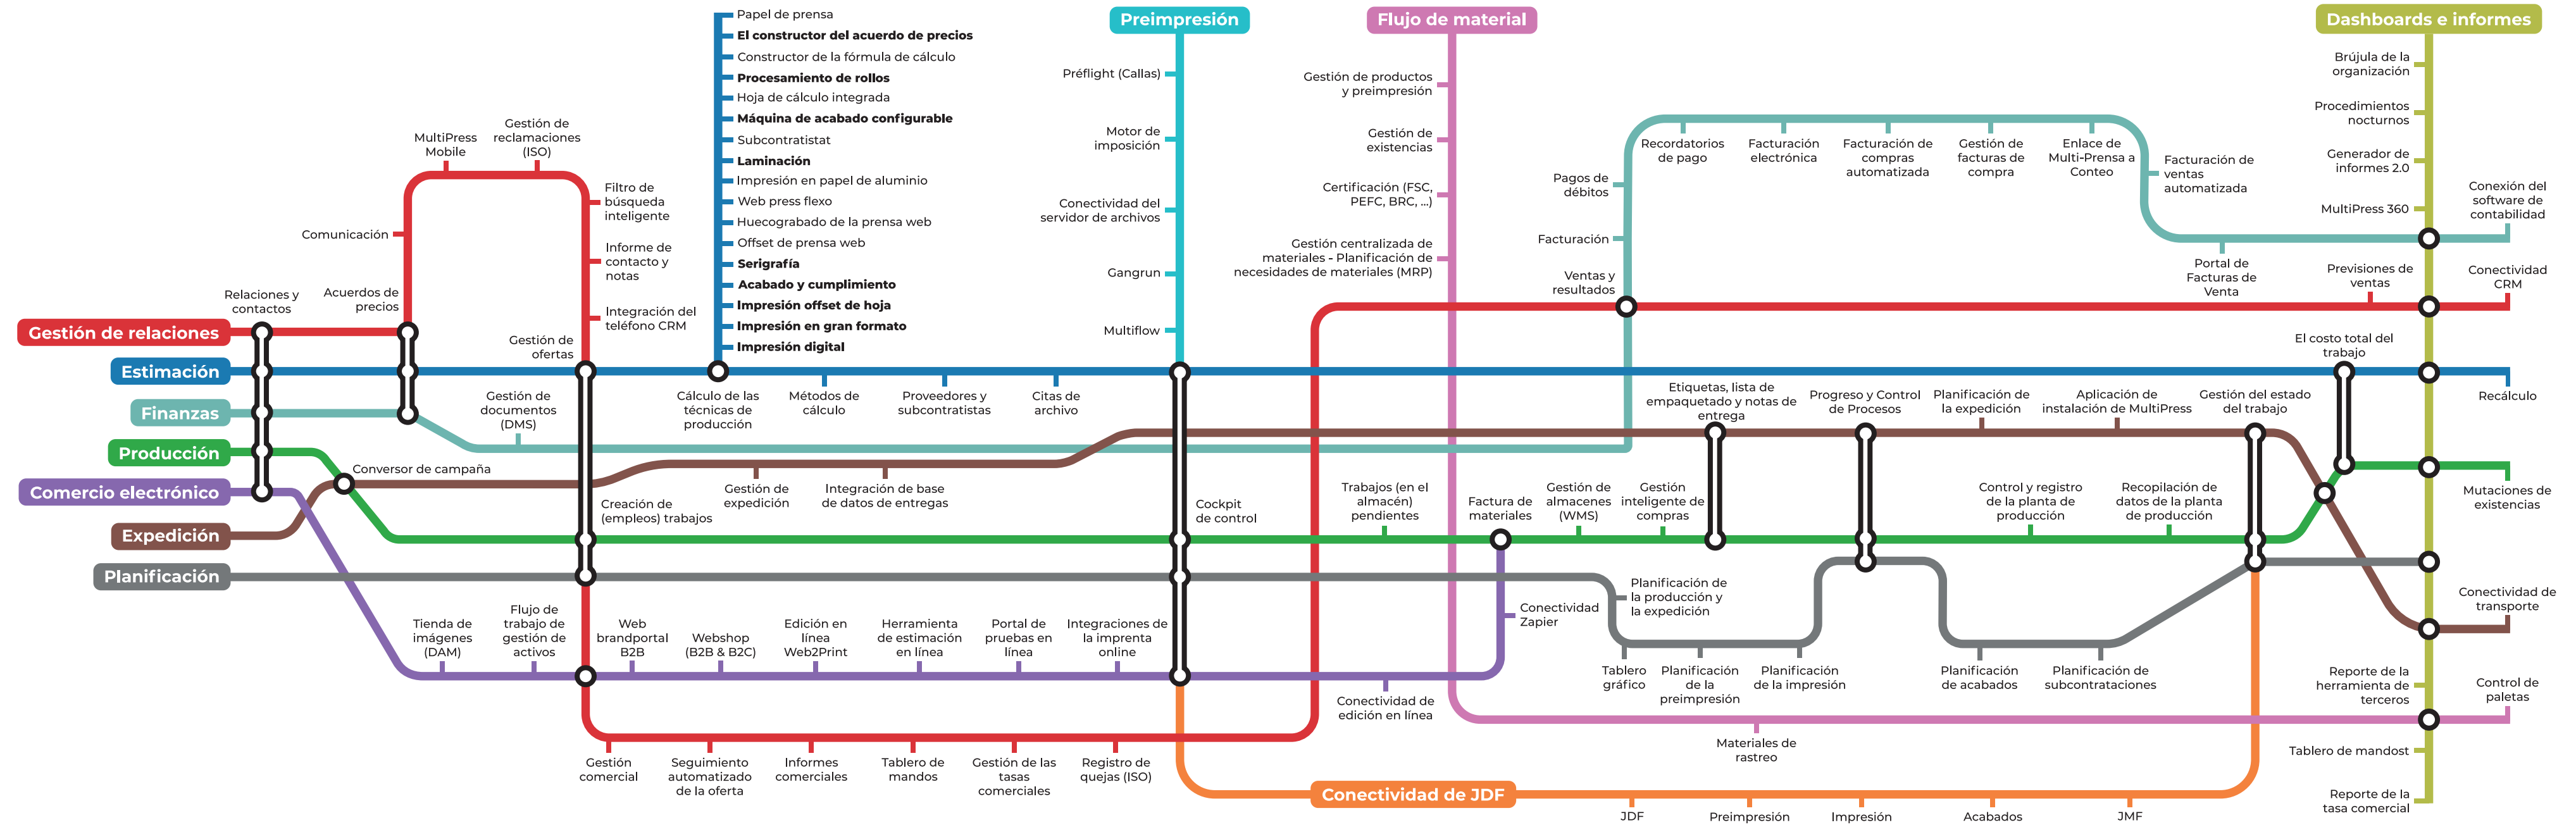 Preimpresión
Flujo de material
Dashboards e informes
Papel de prensa
El constructor del acuerdo de precios
Constructor de la fórmula de cálculo
Procesamiento de rollos
Hoja de cálculo integrada
Máquina de acabado configurable
Subcontratistat
Laminación
Impresión en papel de aluminio
Web press flexo
Huecograbado de la prensa web
Offset de prensa web
Serigrafía
Acabado y cumplimiento
Impresión offset de hoja
Impresión en gran formato
Impresión digital
Préflight (Callas)
Motor de
imposición
Conectividad del
servidor de archivos
Gangrun
Multiflow
Gestión de productos
y preimpresión
Gestión de
existencias
Certificación (FSC,
PEFC, BRC, ...)
Gestión centralizada de
materiales - Planificación de
necesidades de materiales (MRP)
Pagos de
débitos
Facturación
Ventas y
resultados
Recordatorios
de pago
Facturación
electrónica
Facturación de
compras
automatizada
Gestión de
facturas de
compra
Enlace de
Multi-Prensa a
Conteo
Facturación de
ventas
automatizada
Portal de
Facturas de
Venta
Brújula de la
organización
Procedimientos
nocturnos
Generador de
informes 2.0
MultiPress 360
Conexión del
software de
contabilidad
Previsiones de
ventas
Conectividad
CRM
El costo total del
trabajo
Recálculo
MultiPress
Mobile
Gestión de
reclamaciones
(ISO)
Comunicación
Filtro de
búsqueda
inteligente
Informe de
contacto y
notas
Integración del
teléfono CRM
Relaciones y
contactos
Acuerdos de
precios
Gestión de
ofertas
Gestión de relaciones
Estimación
Finanzas
Producción
Comercio electrónico
Expedición
Planificación
Gestión de
documentos
(DMS)
Cálculo de las
técnicas de
producción
Métodos de
cálculo
Proveedores y
subcontratistas
Citas de
archivo
Conversor de campaña
Creación de
(empleos) trabajos
Gestión de
expedición
Integración de base
de datos de entregas
Cockpit
de control
Etiquetas, lista de
empaquetado y notas de
entrega
Progreso y Control
de Procesos
Planificación de
la expedición
Aplicación de
instalación de MultiPress
Gestión del estado
del trabajo
Trabajos (en el
almacén)
pendientes
Factura de
materiales
Gestión de
almacenes
(WMS)
Gestión
inteligente de
compras
Control y registro
de la planta de
producción
Recopilación de
datos de la planta
de producción
Mutaciones de
existencias
Conectividad de
transporte
Tienda de
imágenes
(DAM)
Flujo de
trabajo de
gestión de
activos
Web
brandportal
B2B
Webshop
(B2B & B2C)
Edición en
línea
Web2Print
Herramienta
de estimación
en línea
Portal de
pruebas en
línea
Integraciones de
la imprenta
online
Conectividad
Zapier
Conectividad de
edición en línea
Planificación de
la producción y
la expedición
Tablero
gráfico
Planificación
de la
preimpresión
Planificación
de la impresión
Planificación
de acabados
Planificación de
subcontrataciones
Reporte de la
herramienta de
terceros
Control de
paletas
Materiales de
rastreo
Tablero de mandost
Reporte de la
tasa comercial
Gestión
comercial
Seguimiento
automatizado
de la oferta
Informes
comerciales
Tablero de
mandos
Gestión de las
tasas
comerciales
Registro de
quejas (ISO)
Conectividad de JDF
JDF
Preimpresión
Impresión
Acabados
JMF